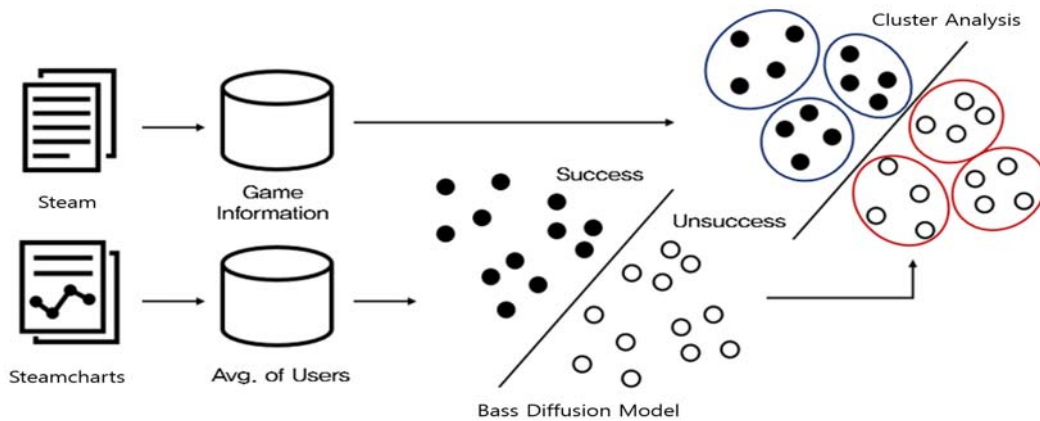 Cluster Analysis
Steam
Game
Information
Success
Unsuccess
Steamcharts
Avg. of Users
Bass Diffusion Model